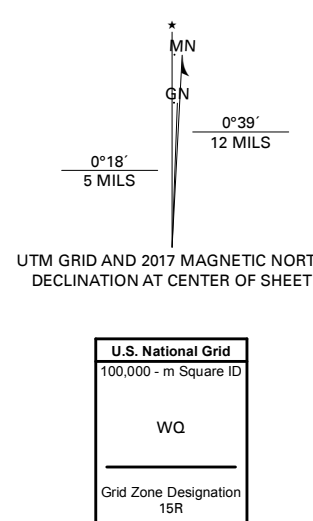 MN
GN
0°39´
12 MILS
0°18´
5 MILS
UTM GRID AND 2017 MAGNETIC NORT
DECLINATION AT CENTER OF SHEET
U.S. National Grid
100,000 - m Square ID
WQ
Grid Zone Designation
15R